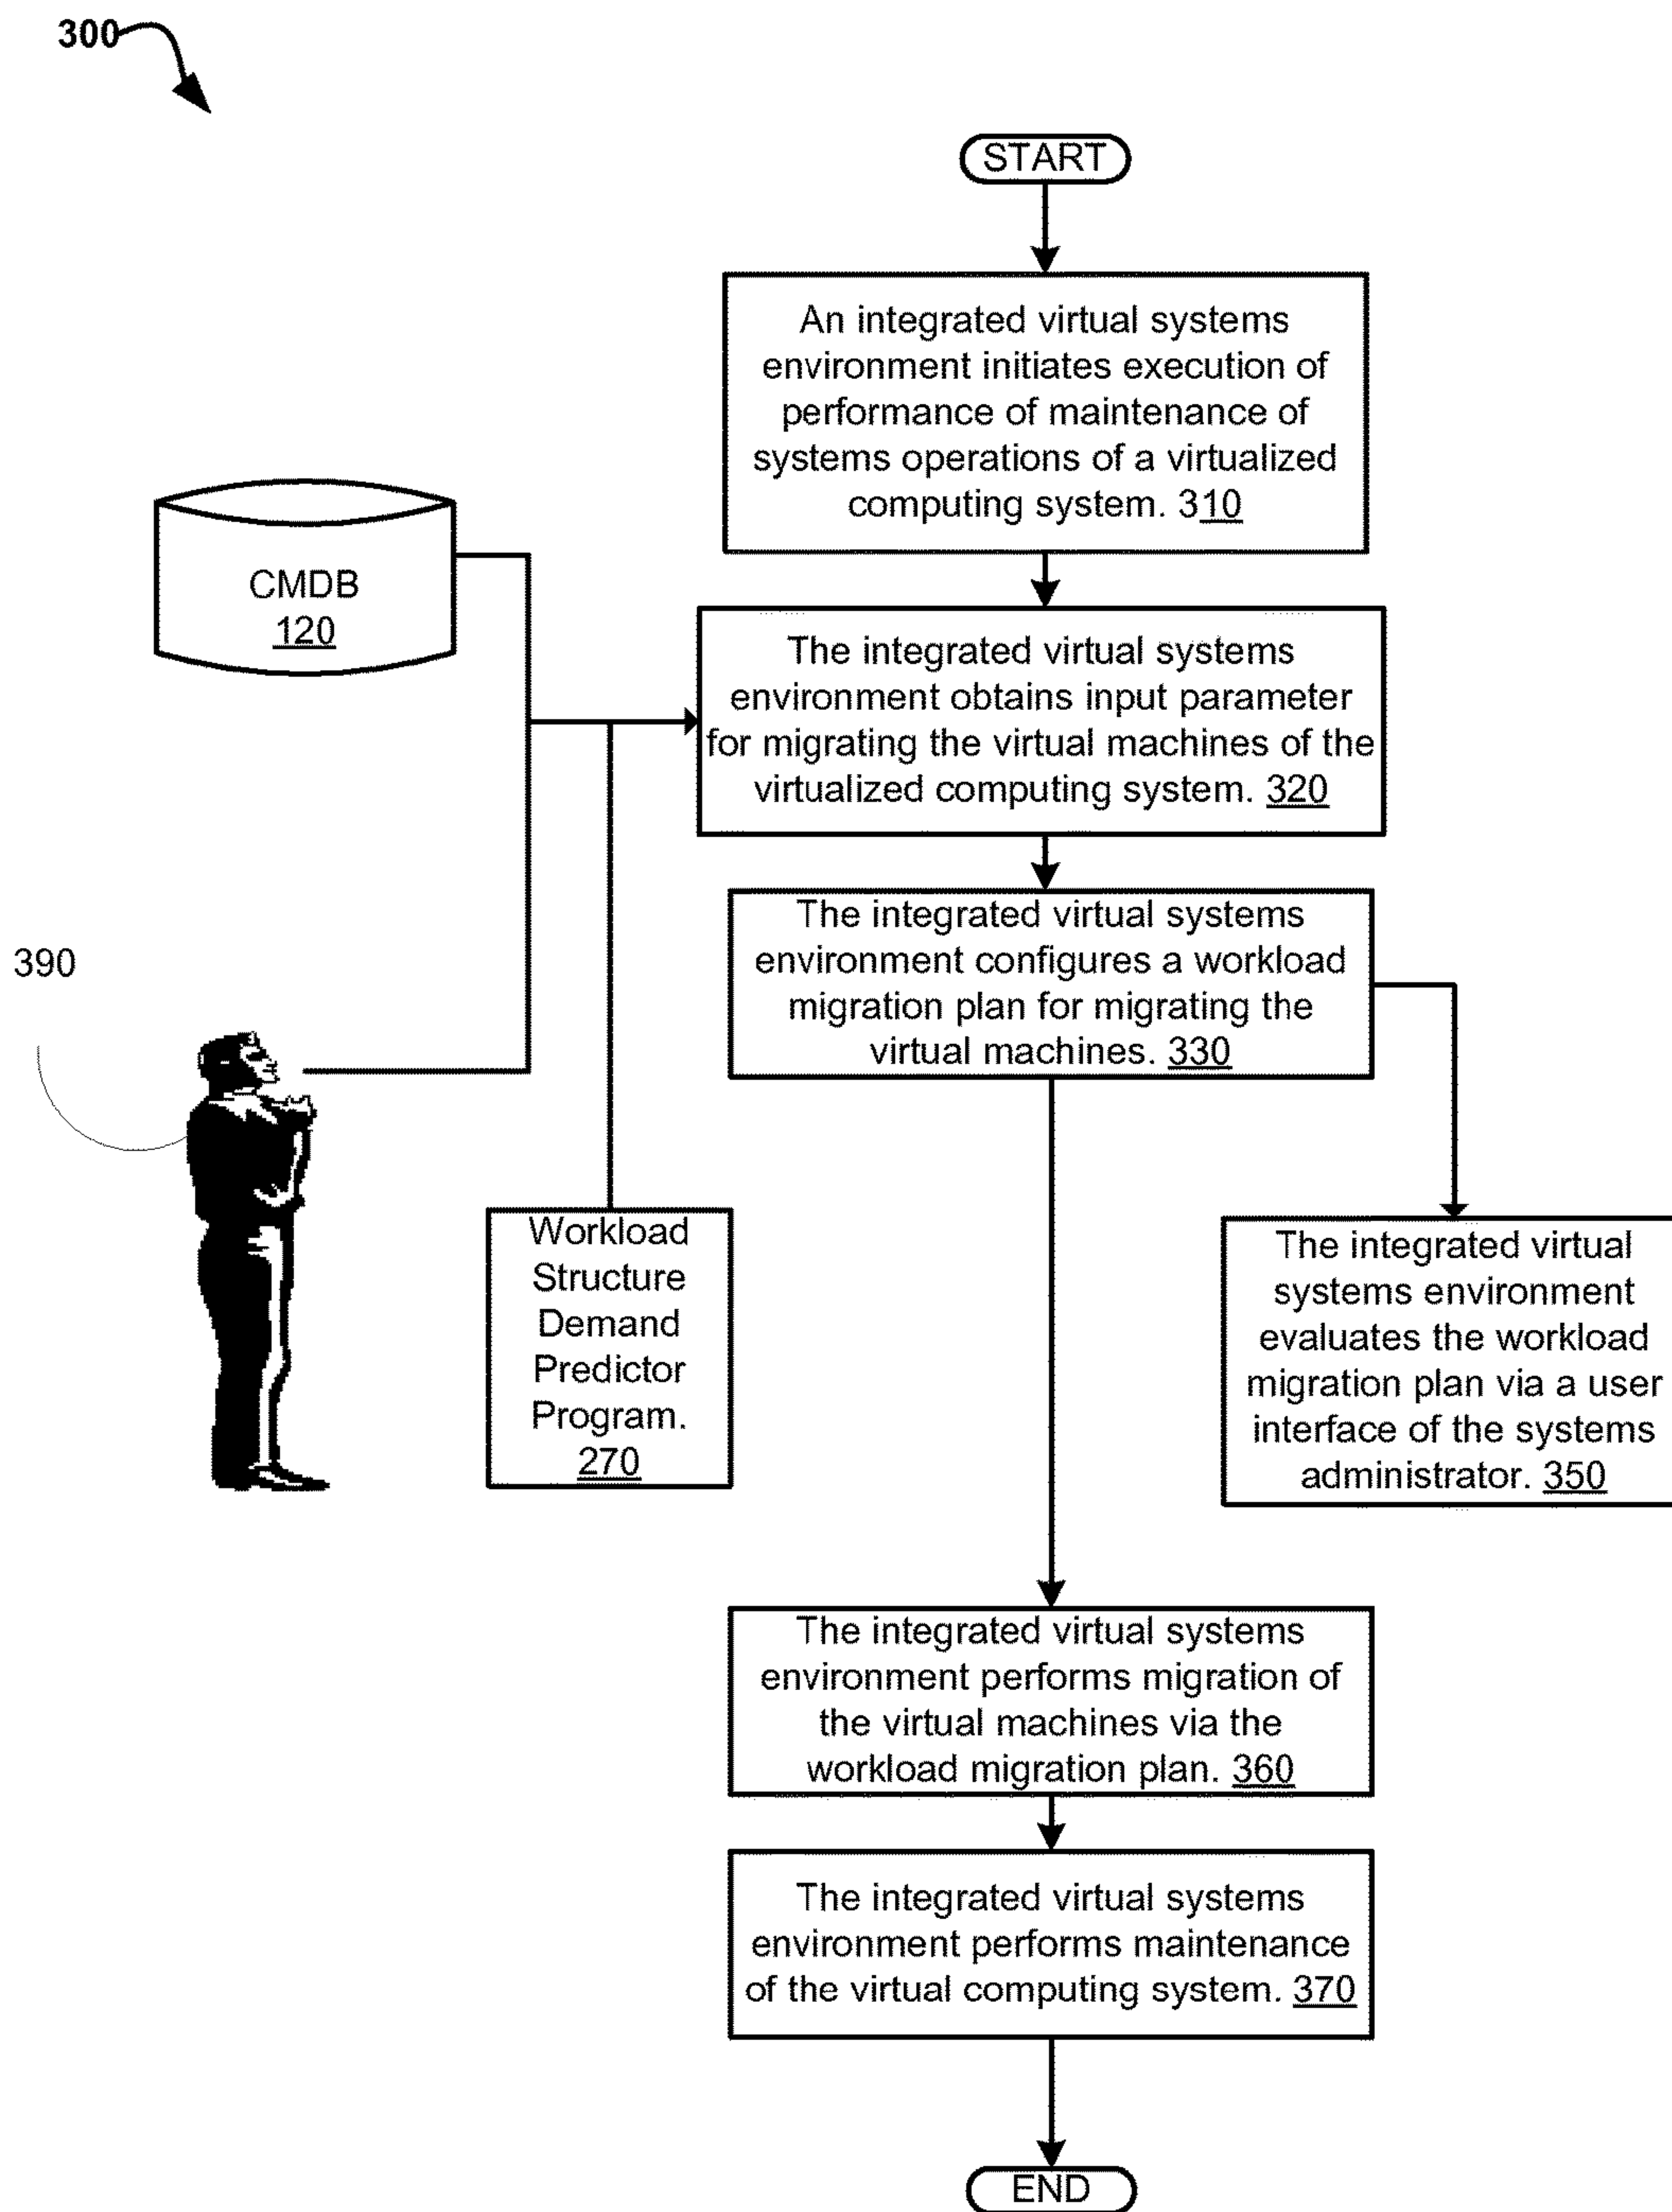 300
START
An integrated virtual systems
environment initiates execution of
performance of maintenance of
systems operations of a virtualized
computing system. 310
CMDB
120
The integrated virtual systems
environment obtains input parameter
for migrating the virtual machines of the
virtualized computing system. 320
The integrated virtual systems
environment configures a workload
migration plan for migrating the
virtual machines. 330
390
Workload
Structure
Demand
Predictor
Program.
270
The integrated virtual
systems environment
evaluates the workload
migration plan via a user
interface of the systems
administrator. 350
The integrated virtual systems
environment performs migration of
the virtual machines via the
workload migration plan. 360
The integrated virtual systems
environment performs maintenance
of the virtual computing system. 370
END